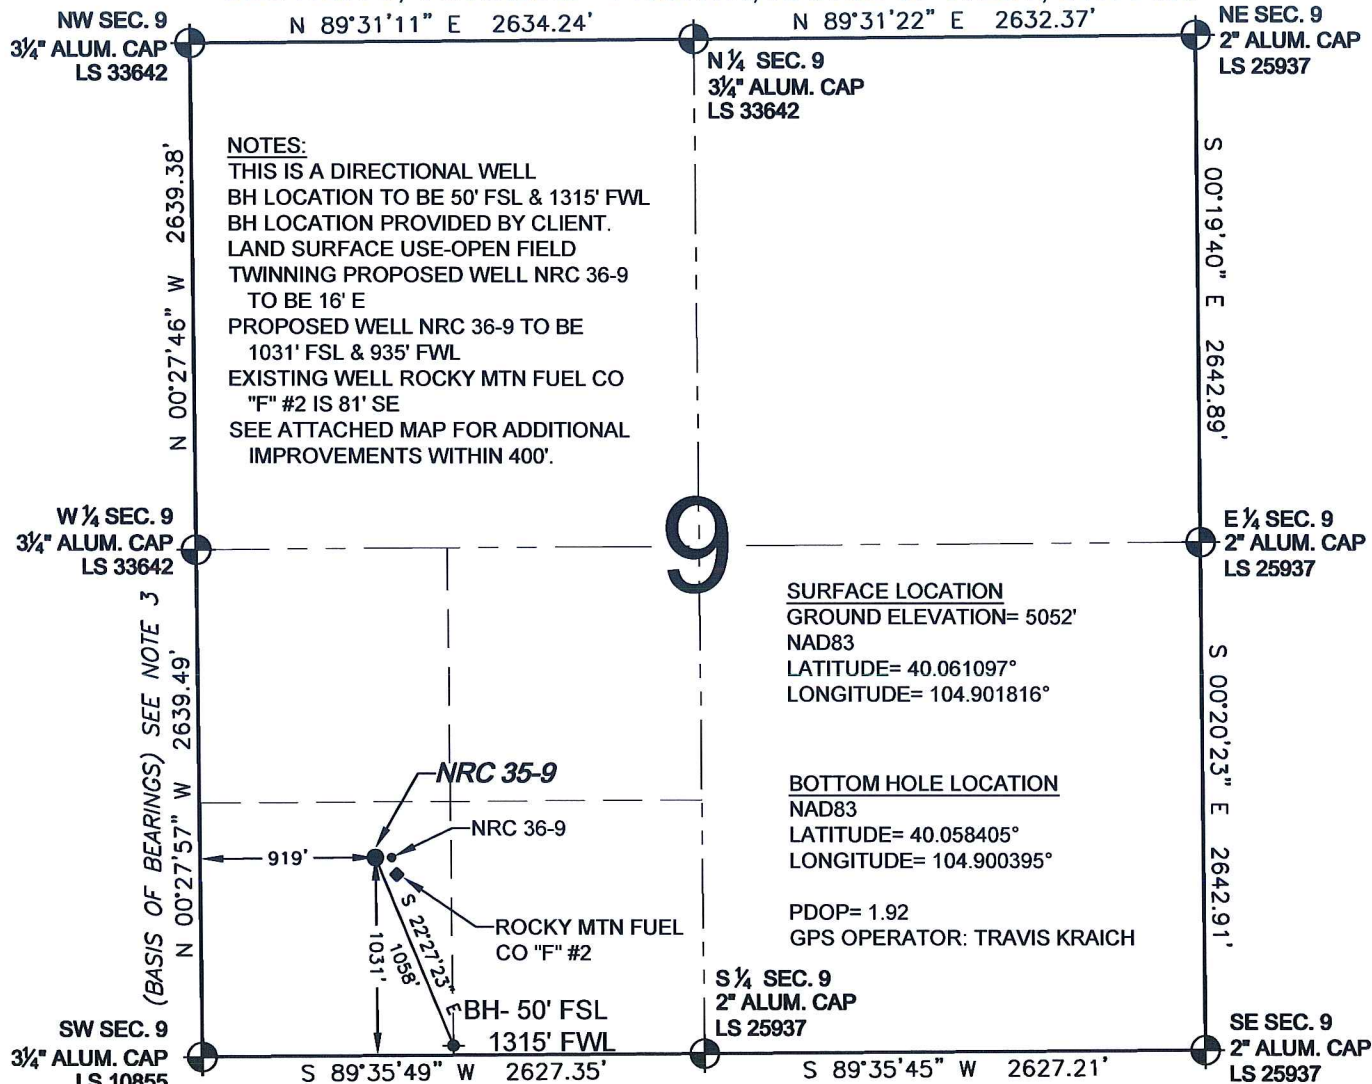 NW SEC. 9
3¼" ALUM. CAP
LS 33642
N 89°31'11" E 2634.24'
N 89°31'22" E 2632.37'
NE SEC. 9
2" ALUM. CAP
LS 25937
N ¼ SEC. 9
3¼" ALUM. CAP
LS 33642
N 00°27'46" W 2639.38'
NOTES:
THIS IS A DIRECTIONAL WELL
BH LOCATION TO BE 50' FSL & 1315' FWL
BH LOCATION PROVIDED BY CLIENT.
LAND SURFACE USE-OPEN FIELD
TWINNING PROPOSED WELL NRC 36-9
TO BE 16' E
PROPOSED WELL NRC 36-9 TO BE
1031' FSL & 935' FWL
EXISTING WELL ROCKY MTN FUEL CO
"F" #2 IS 81' SE
SEE ATTACHED MAP FOR ADDITIONAL
IMPROVEMENTS WITHIN 400'.
S 00°19'40" E 2642.89'
W ¼ SEC. 9
3¼" ALUM. CAP
LS 33642
9
E ¼ SEC. 9
2" ALUM. CAP
LS 25937
(BASIS OF BEARINGS) SEE NOTE 3
N 00°27'57" W 2639.49'
SURFACE LOCATION
GROUND ELEVATION= 5052'
NAD83
LATITUDE= 40.061097°
LONGITUDE= 104.901816°
S 00°20'23" E 2642.91'
NRC 35-9
NRC 36-9
919'
ROCKY MTN FUEL
CO "F" #2
S 22°27'23" E
1058'
1031'
BOTTOM HOLE LOCATION
NAD83
LATITUDE= 40.058405°
LONGITUDE= 104.900395°
PDOP= 1.92
GPS OPERATOR: TRAVIS KRAICH
BH- 50' FSL
1315' FWL
S ¼ SEC. 9
2" ALUM. CAP
LS 25937
SW SEC. 9
3¼" ALUM. CAP
LS 10855
S 89°35'49" W 2627.35'
S 89°35'45" W 2627.21'
SE SEC. 9
2" ALUM. CAP
LS 25937